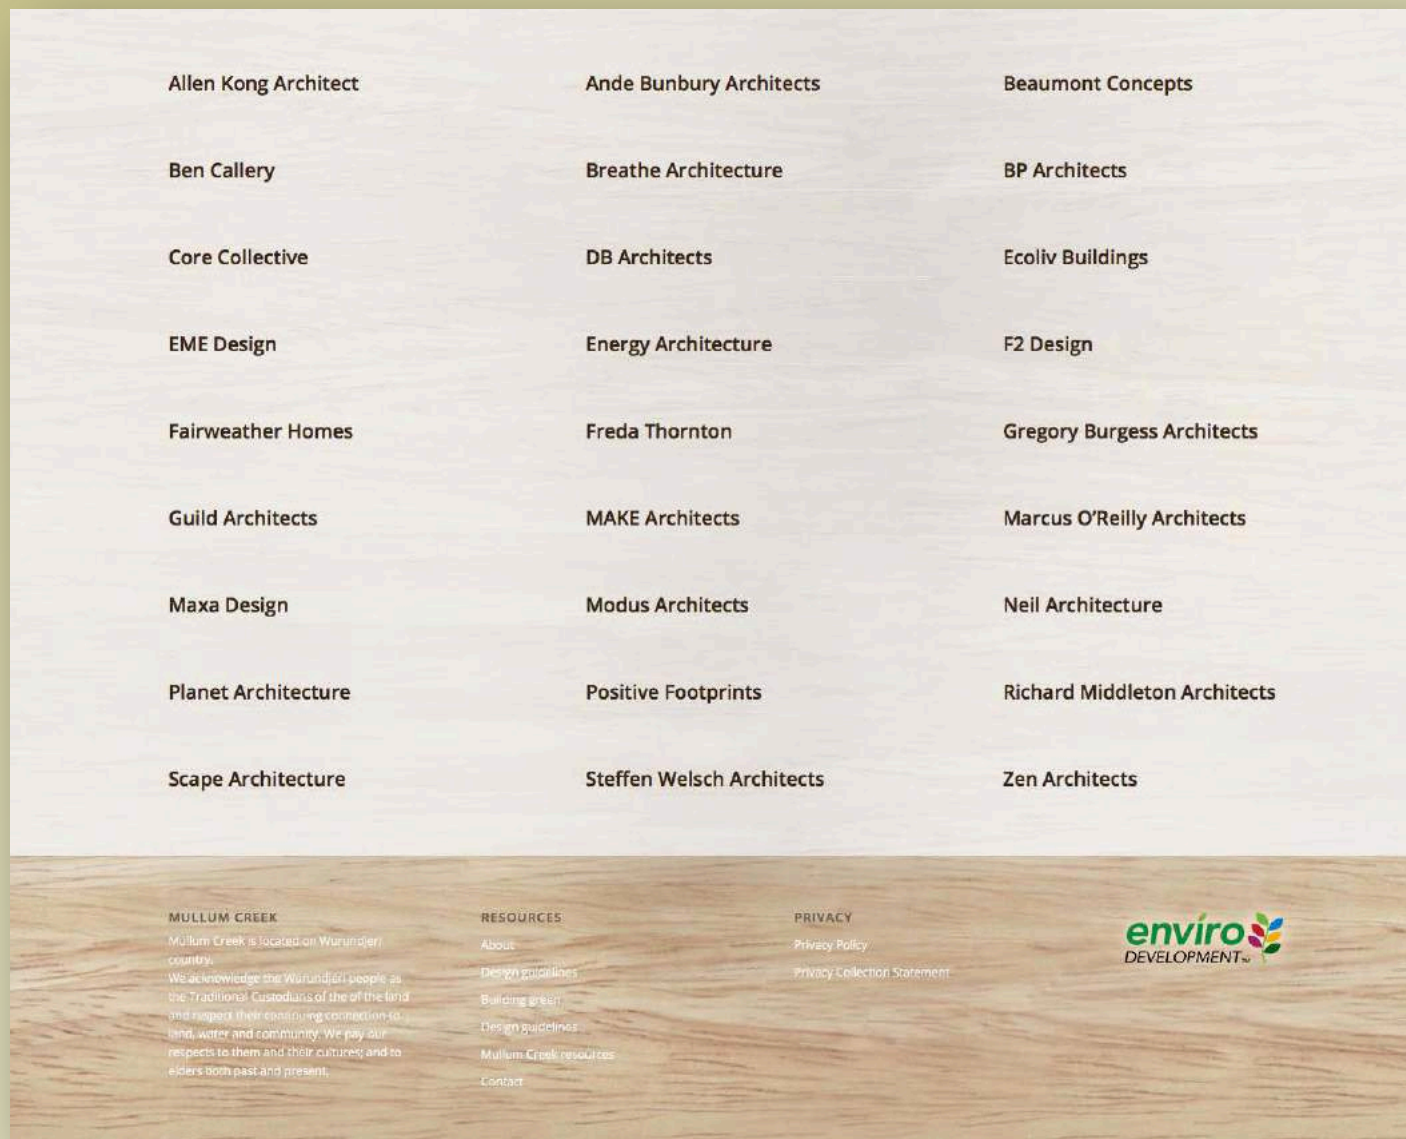 Allen Kong Architect
Ande Bunbury Architects
Beaumont Concepts
Ben Callery
Breathe Architecture
BP Architects
Core Collective
DB Architects
Ecoliv Buildings
EME Design
Energy Architecture
F2 Design
Fairweather Homes
Freda Thornton
Gregory Burgess Architects
Guild Architects
MAKE Architects
Marcus O'Reilly Architects
Maxa Design
Modus Architects
Neil Architecture
Planet Architecture
Positive Footprints
Richard Middleton Architects
Scape Architecture
Steffen Welsch Architects
Zen Architects
MULLUM CREEK
Mullum Creek is located on Wurundjeri
country.
We acknowledge the Wurundjeri people as
the Traditional Custodians of the of the land
and respect their continuing connection to
land, water and community. We pay our
respects to them and their cultures; and to
elders both past and present.
RESOURCES
About
Design guidelines
Building green
Design guidelines
Mullum Creek resources
Contact
PRIVACY
Privacy Policy
Privacy Collection Statement
enviro
DEVELOPMENT™